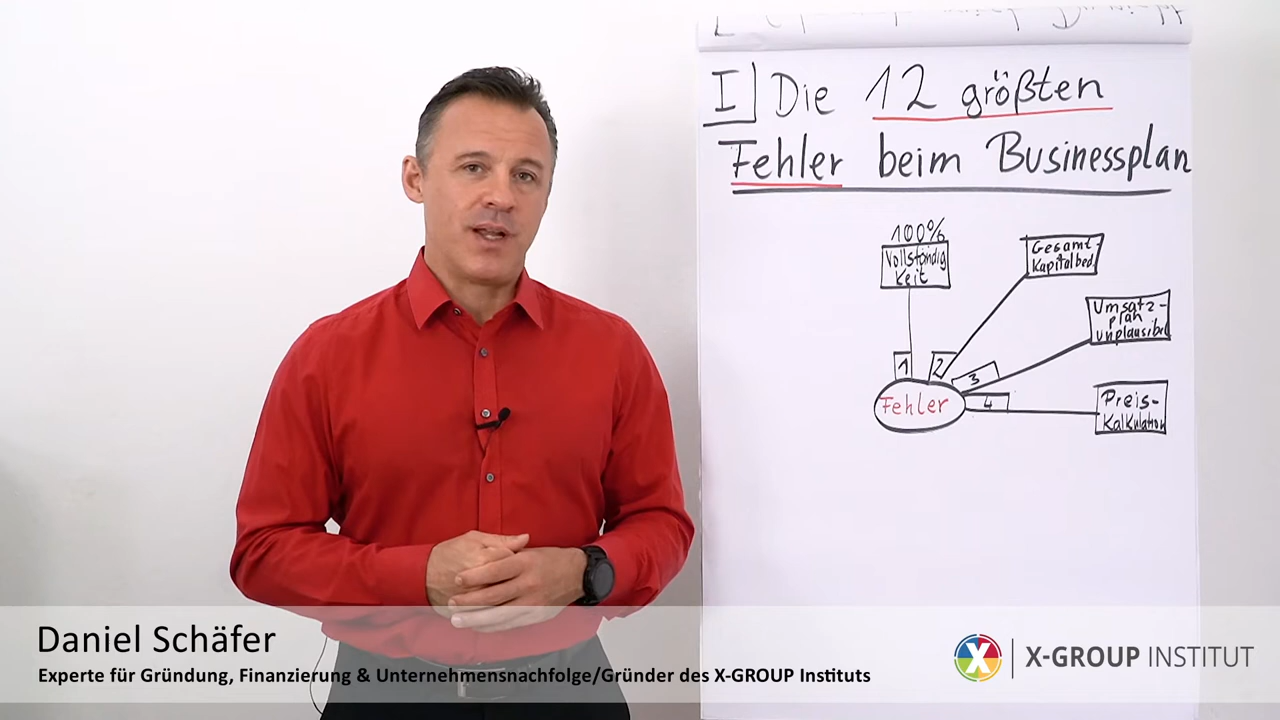 I Die 12 größten
Fehler beim Businessplan
100%
Vollständig
keit
Gesamt-
Kapitalbed.
Umsatz-
plan
unplausibel
Preis-
Kalkulation
1
2
3
4
Fehler
Daniel Schäfer
Experte für Gründung, Finanzierung & Unternehmensnachfolge/Gründer des X-GROUP Instituts
X-GROUP INSTITUT